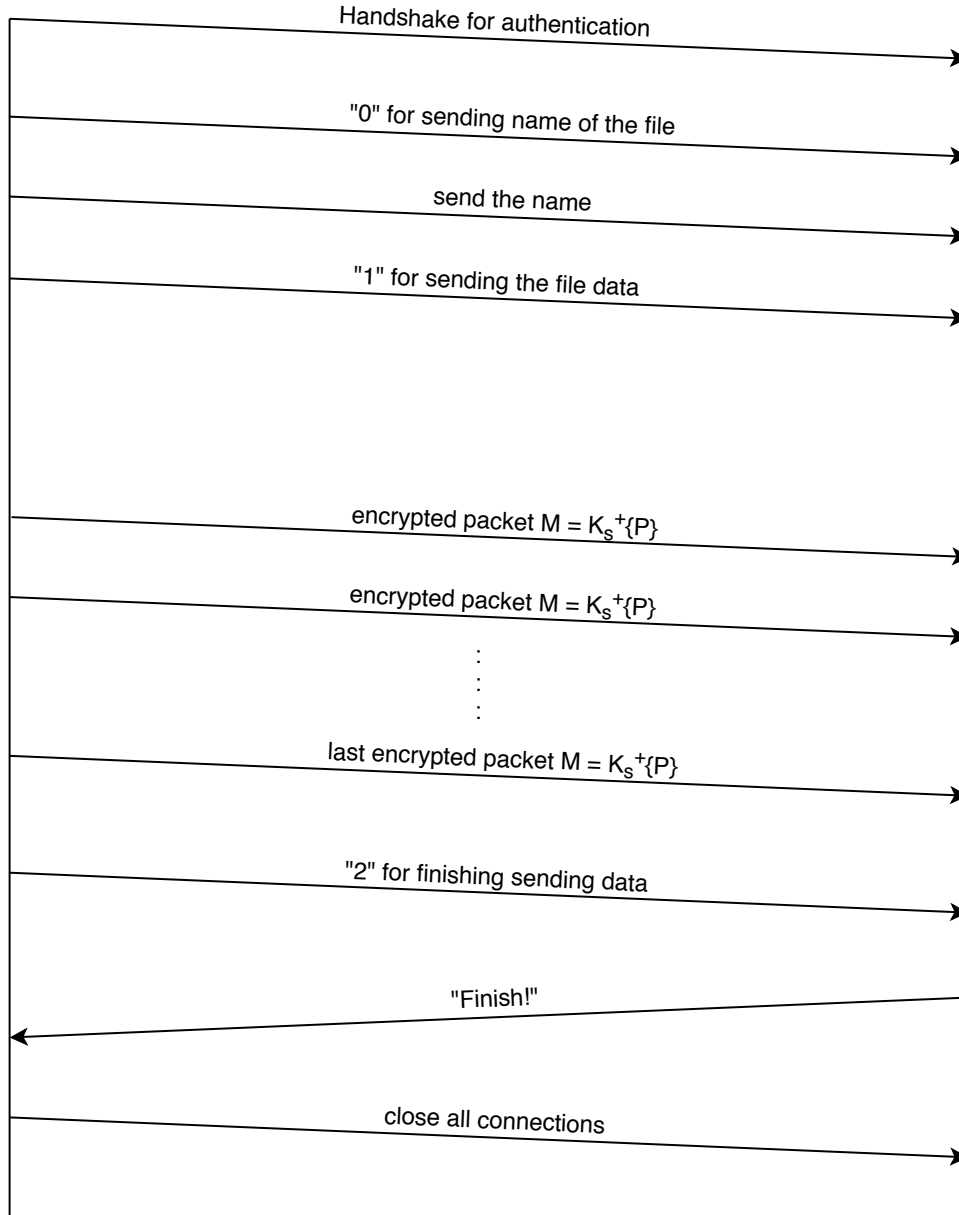 Handshake for authentication
"0" for sending name of the file
send the name
"1" for sending the file data
encrypted packet M = Kₛ⁺{P}
encrypted packet M = Kₛ⁺{P}
.
.
.
last encrypted packet M = Kₛ⁺{P}
"2" for finishing sending data
"Finish!"
close all connections